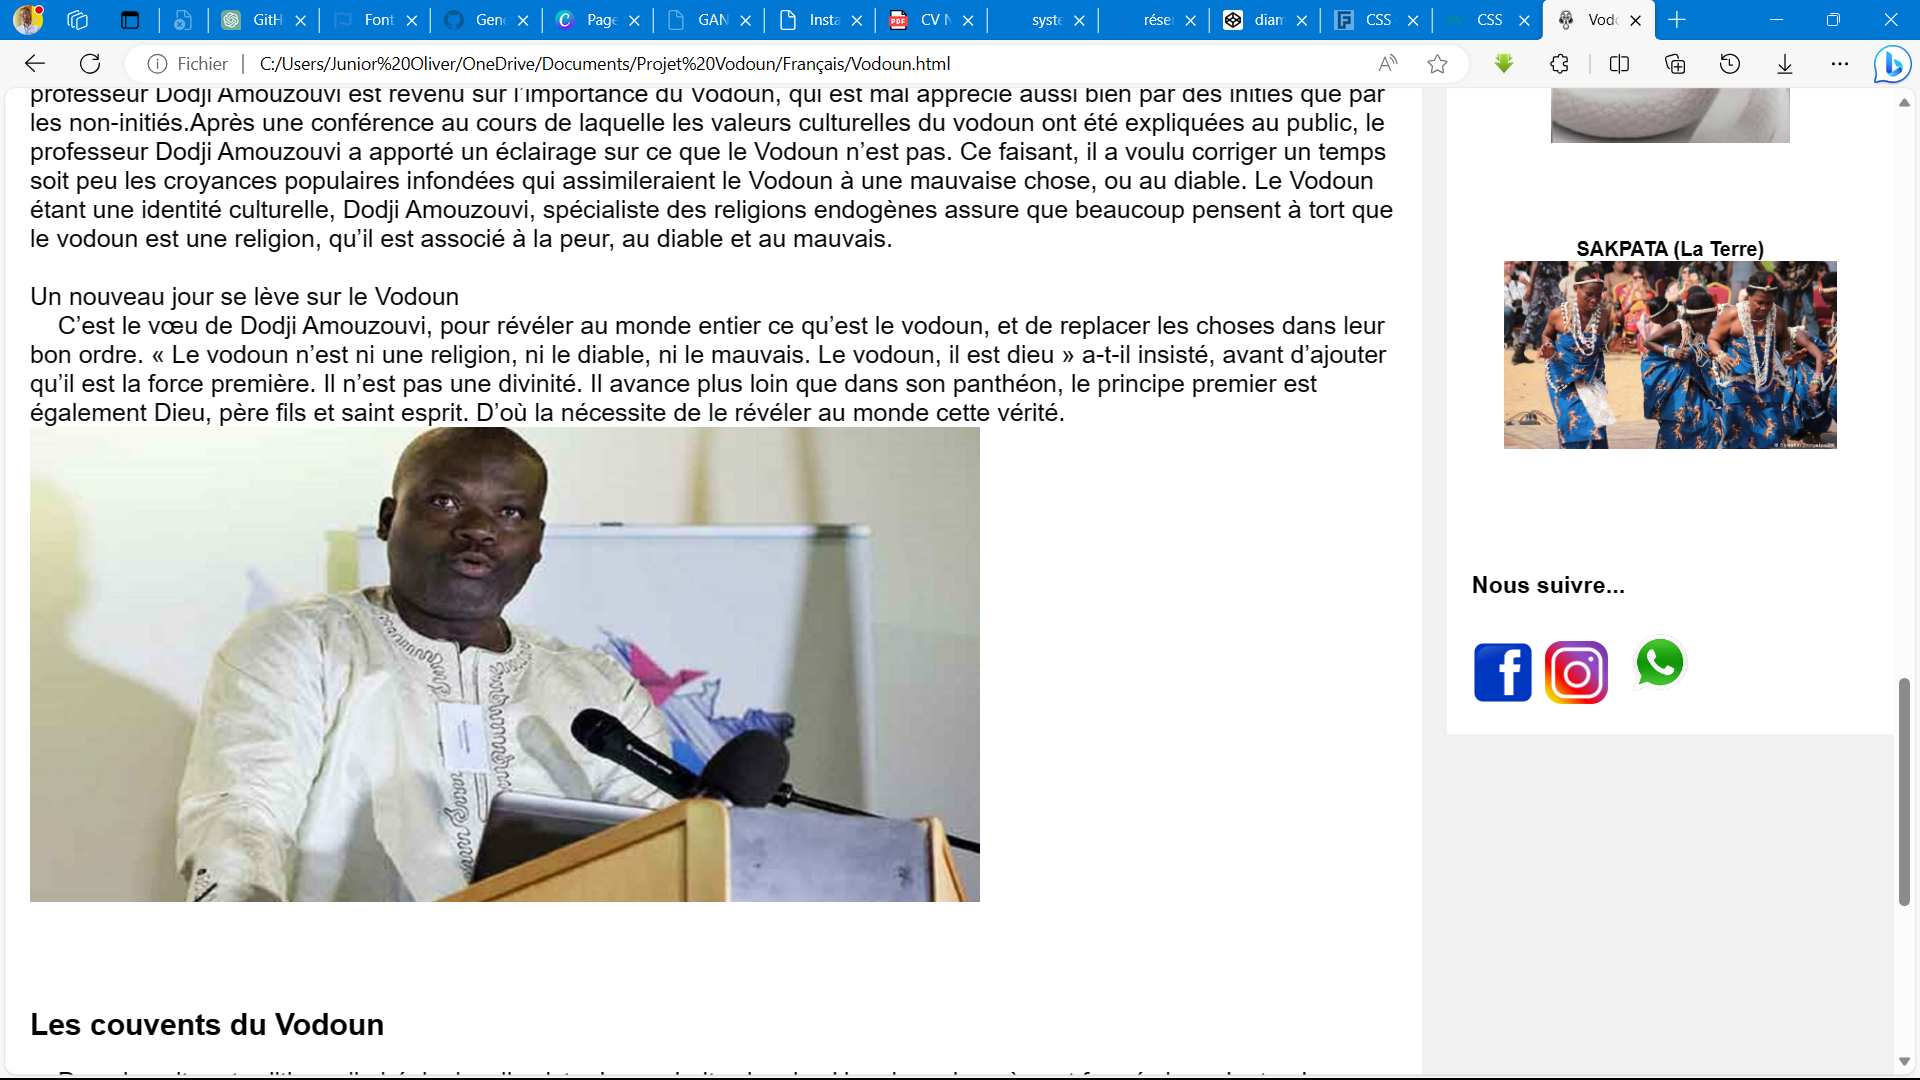 GitH
Font
Gene
Page
GAN
Insta
CV N
syste
rése
diam
CSS
CSS
Vodo
Fichier
C:/Users/Junior%20Oliver/OneDrive/Documents/Projet%20Vodoun/Français/Vodoun.html
professeur Dodji Amouzouvi est revenu sur l’importance du Vodoun, qui est mal apprécié aussi bien par des initiés que par
les non-initiés.Après une conférence au cours de laquelle les valeurs culturelles du vodoun ont été expliquées au public, le
professeur Dodji Amouzouvi a apporté un éclairage sur ce que le Vodoun n’est pas. Ce faisant, il a voulu corriger un temps
soit peu les croyances populaires infondées qui assimileraient le Vodoun à une mauvaise chose, ou au diable. Le Vodoun
étant une identité culturelle, Dodji Amouzouvi, spécialiste des religions endogènes assure que beaucoup pensent à tort que
le vodoun est une religion, qu’il est associé à la peur, au diable et au mauvais.
Un nouveau jour se lève sur le Vodoun
C’est le vœu de Dodji Amouzouvi, pour révéler au monde entier ce qu’est le vodoun, et de replacer les choses dans leur
bon ordre. « Le vodoun n’est ni une religion, ni le diable, ni le mauvais. Le vodoun, il est dieu » a-t-il insisté, avant d’ajouter
qu’il est la force première. Il n’est pas une divinité. Il avance plus loin que dans son panthéon, le principe premier est
également Dieu, père fils et saint esprit. D’où la nécessite de le révéler au monde cette vérité.
Les couvents du Vodoun
SAKPATA (La Terre)
Nous suivre...